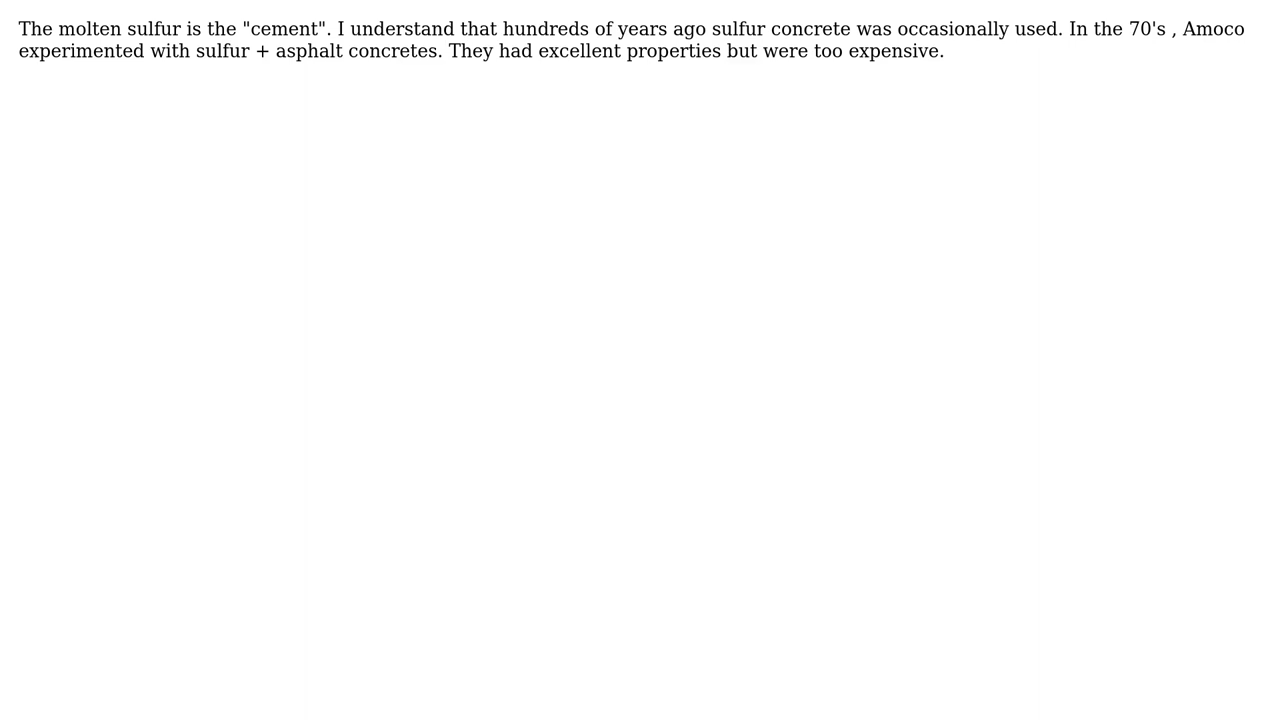 The molten sulfur is the "cement". I understand that hundreds of years ago sulfur concrete was occasionally used. In the 70's , Amoco
experimented with sulfur + asphalt concretes. They had excellent properties but were too expensive.